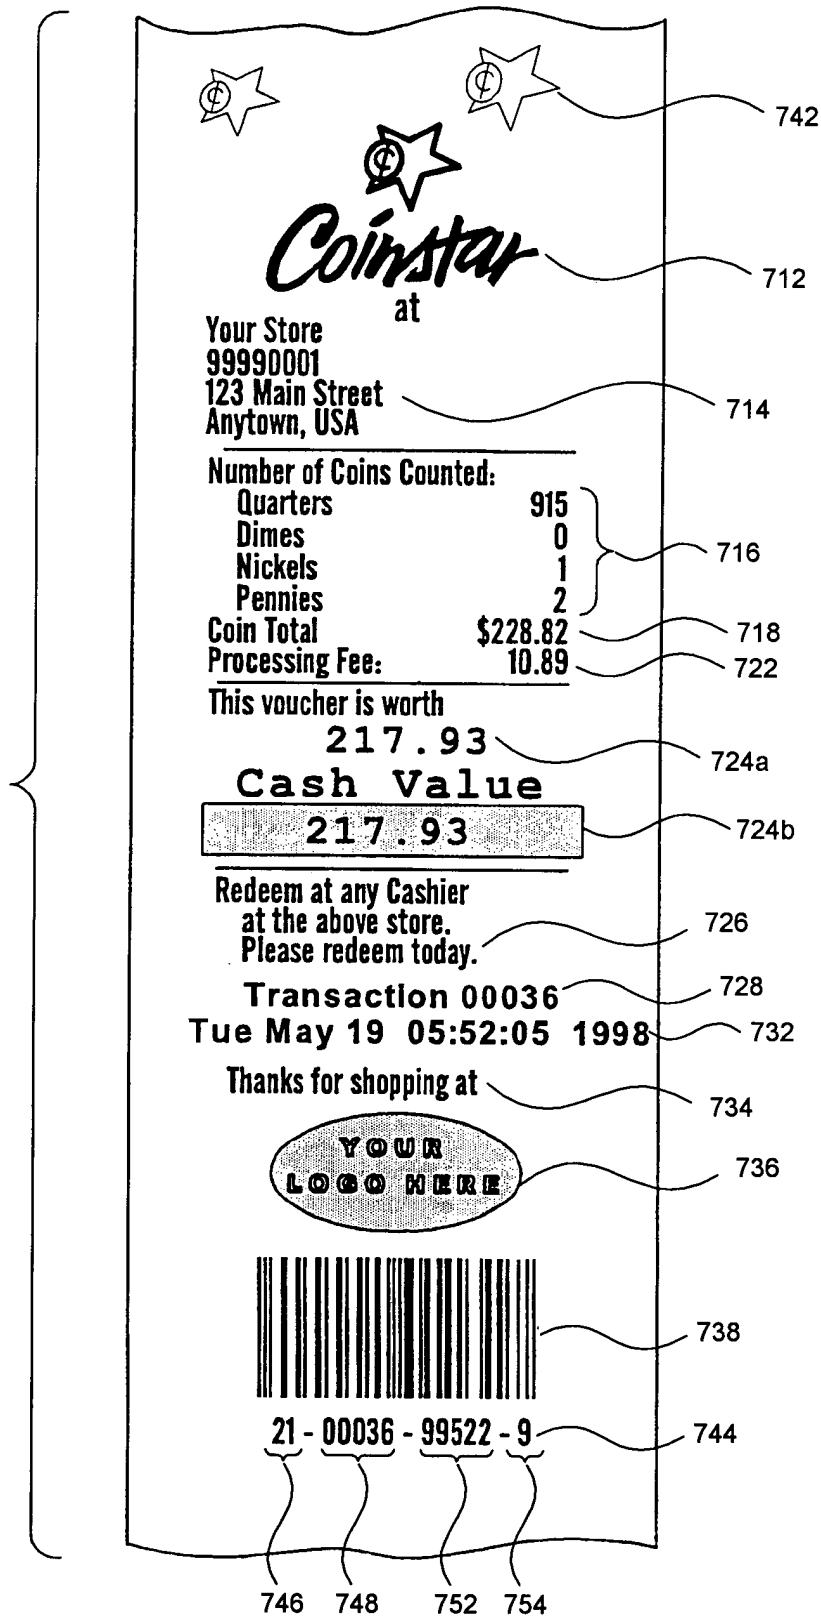 742
Coinstar
712
at
Your Store
99990001
123 Main Street
714
Anytown, USA
Number of Coins Counted:
Quarters 915
Dimes 0
716
Nickels 1
Pennies 2
Coin Total $228.82
718
Processing Fee: 10.89
722
This voucher is worth
217.93
724a
Cash Value
217.93
724b
Redeem at any Cashier
at the above store.
726
Please redeem today.
Transaction 00036
728
Tue May 19 05:52:05 1998
732
Thanks for shopping at
734
YOUR
LOGO HERE
736
738
21 - 00036 - 99522 - 9
744
746 748 752 754